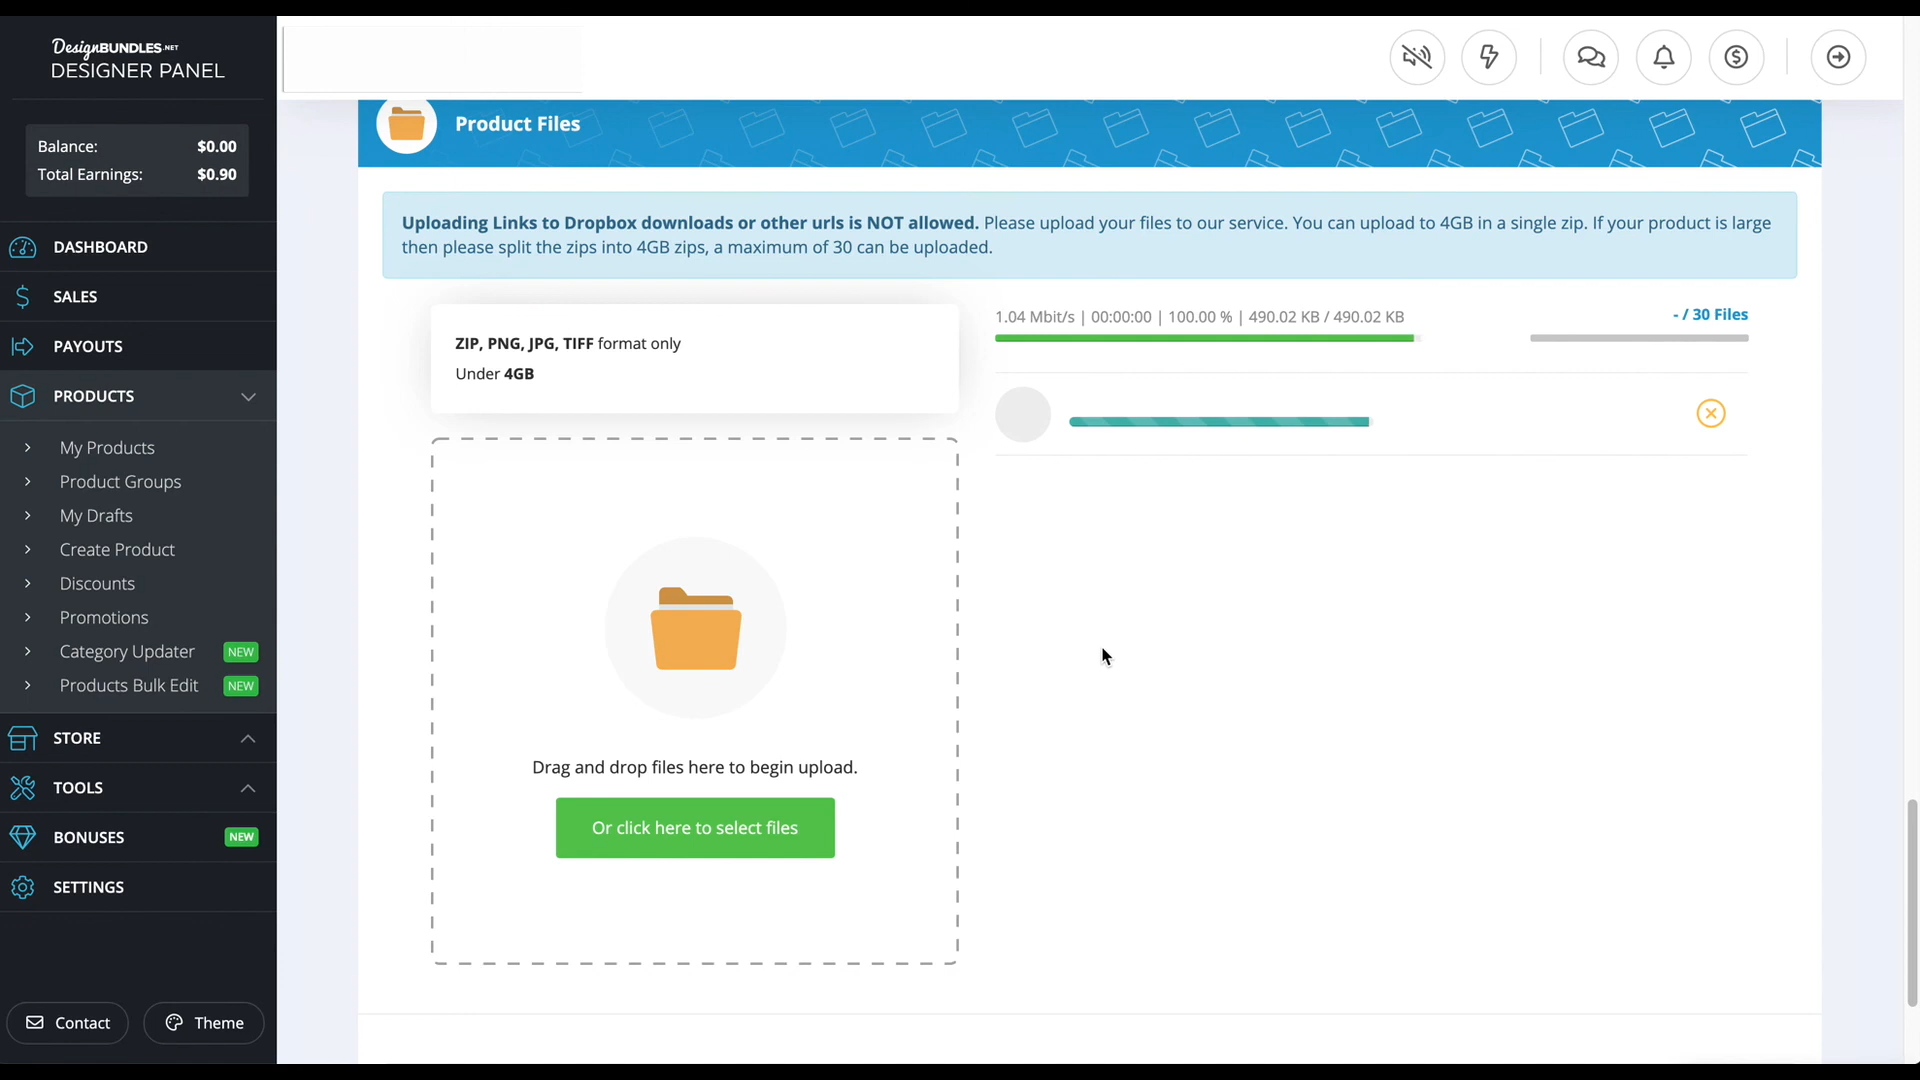 DesignBUNDLES.NET
DESIGNER PANEL
Balance: $0.00
Total Earnings: $0.90
DASHBOARD
SALES
PAYOUTS
PRODUCTS
My Products
Product Groups
My Drafts
Create Product
Discounts
Promotions
Category Updater NEW
Products Bulk Edit NEW
STORE
TOOLS
BONUSES NEW
SETTINGS
Contact Theme
Product Files
Uploading Links to Dropbox downloads or other urls is NOT allowed. Please upload your files to our service. You can upload to 4GB in a single zip. If your product is large
then please split the zips into 4GB zips, a maximum of 30 can be uploaded.
ZIP, PNG, JPG, TIFF format only
Under 4GB
Drag and drop files here to begin upload.
Or click here to select files
1.04 Mbit/s | 00:00:00 | 100.00 % | 490.02 KB / 490.02 KB
- / 30 Files